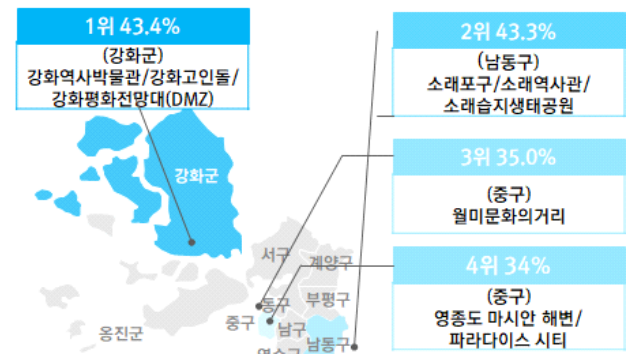 1위 43.4%
(강화군)
강화역사박물관/강화고인돌/
강화평화전망대(DMZ)
2위 43.3%
(남동구)
소래포구/소래역사관/
소래습지생태공원
3위 35.0%
(중구)
월미문화의거리
4위 34%
(중구)
영종도 마시안 해변/
파라다이스 시티
강화군
서구
계양구
동구
부평구
중구
남구
옹진군
남동구
연수구